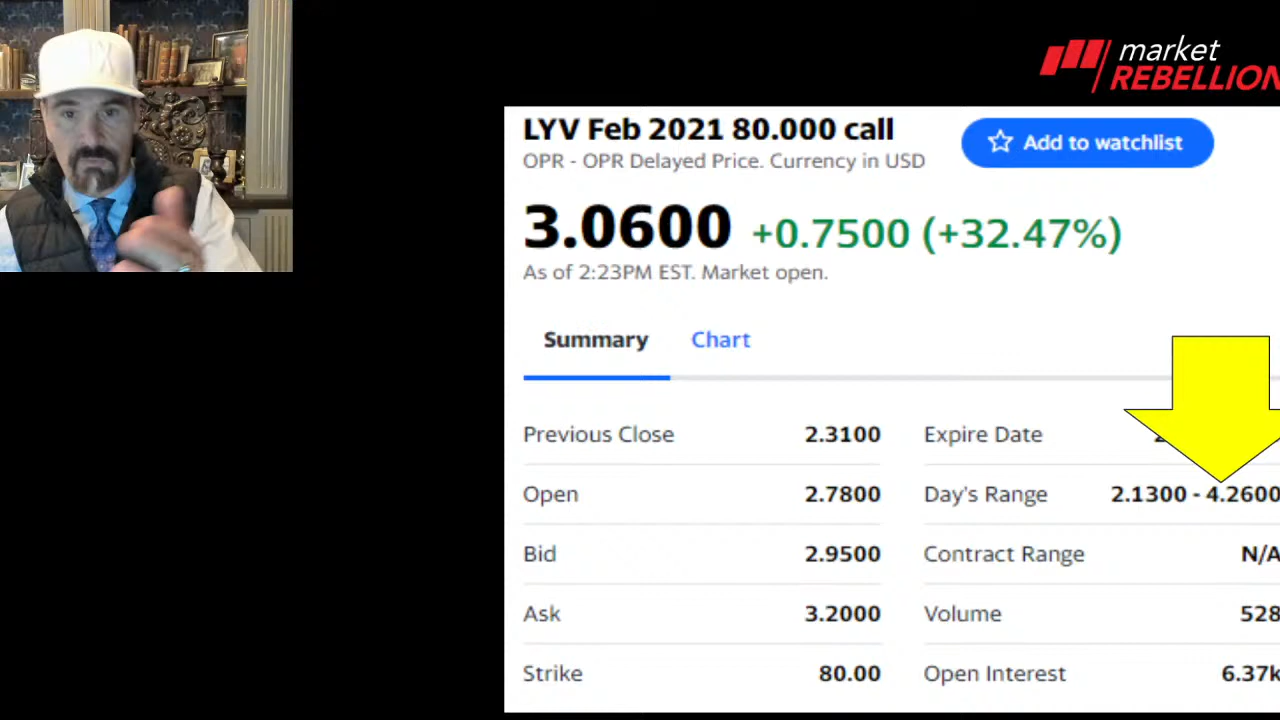 market
REBELLION
LYV Feb 2021 80.000 call
Add to watchlist
OPR - OPR Delayed Price. Currency in USD
3.0600 +0.7500 (+32.47%)
As of 2:23PM EST. Market open.
Summary Chart
Previous Close 2.3100 Expire Date
Open 2.7800 Day's Range 2.1300 - 4.2600
Bid 2.9500 Contract Range N/A
Ask 3.2000 Volume 528
Strike 80.00 Open Interest 6.37k